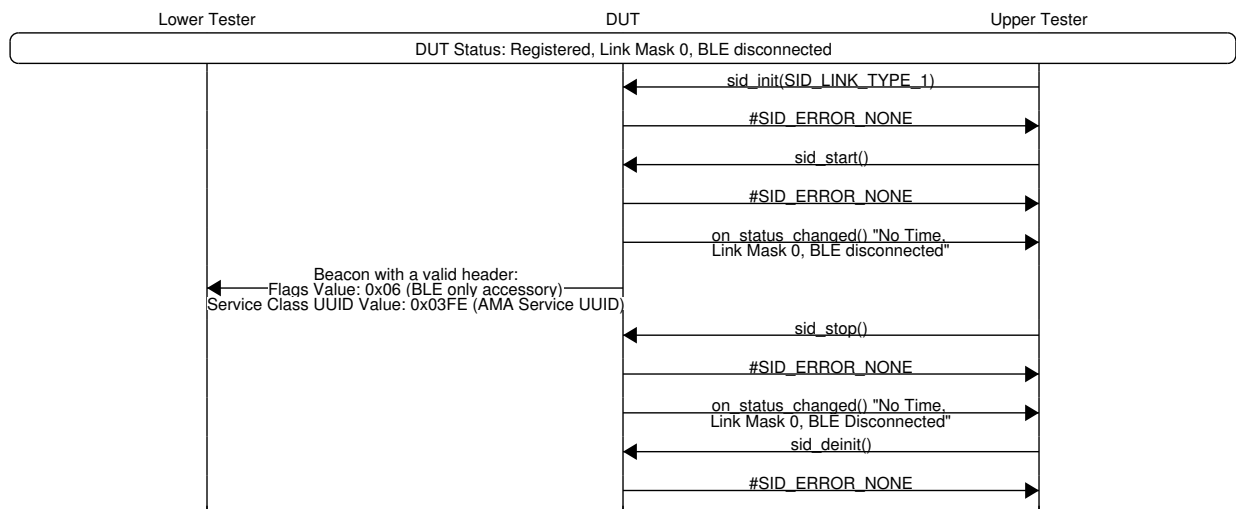 Lower Tester
DUT
Upper Tester
DUT Status: Registered, Link Mask 0, BLE disconnected
sid_init(SID_LINK_TYPE_1)
#SID_ERROR_NONE
sid_start()
#SID_ERROR_NONE
on_status_changed() "No Time,
Link Mask 0, BLE disconnected"
Beacon with a valid header:
Flags Value: 0x06 (BLE only accessory)
Service Class UUID Value: 0x03FE (AMA Service UUID)
sid_stop()
#SID_ERROR_NONE
on_status_changed() "No Time,
Link Mask 0, BLE Disconnected"
sid_deinit()
#SID_ERROR_NONE